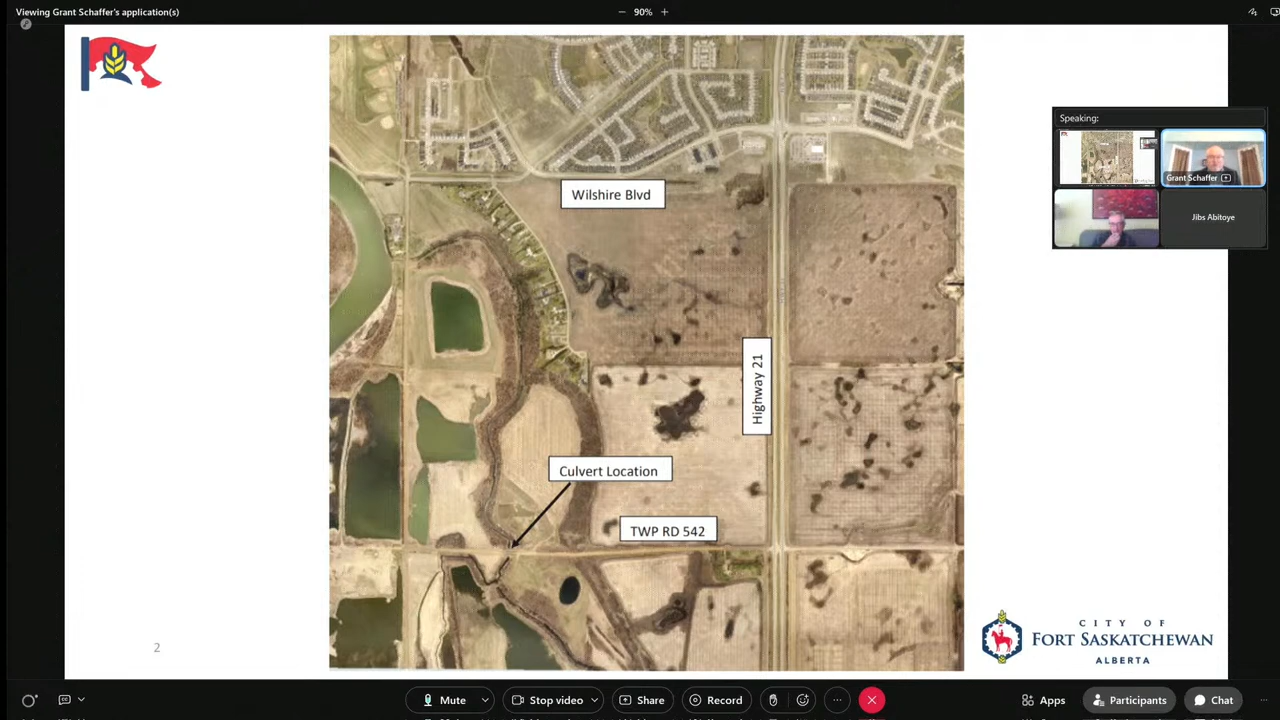 Viewing Grant Schaffer's application(s)
90%
Speaking:
Grant Schaffer
Jibs Abitoye
Wilshire Blvd
Highway 21
Culvert Location
TWP RD 542
2
CITY OF
FORT SASKATCHEWAN
ALBERTA
Mute
Stop video
Share
Record
Apps
Participants
Chat